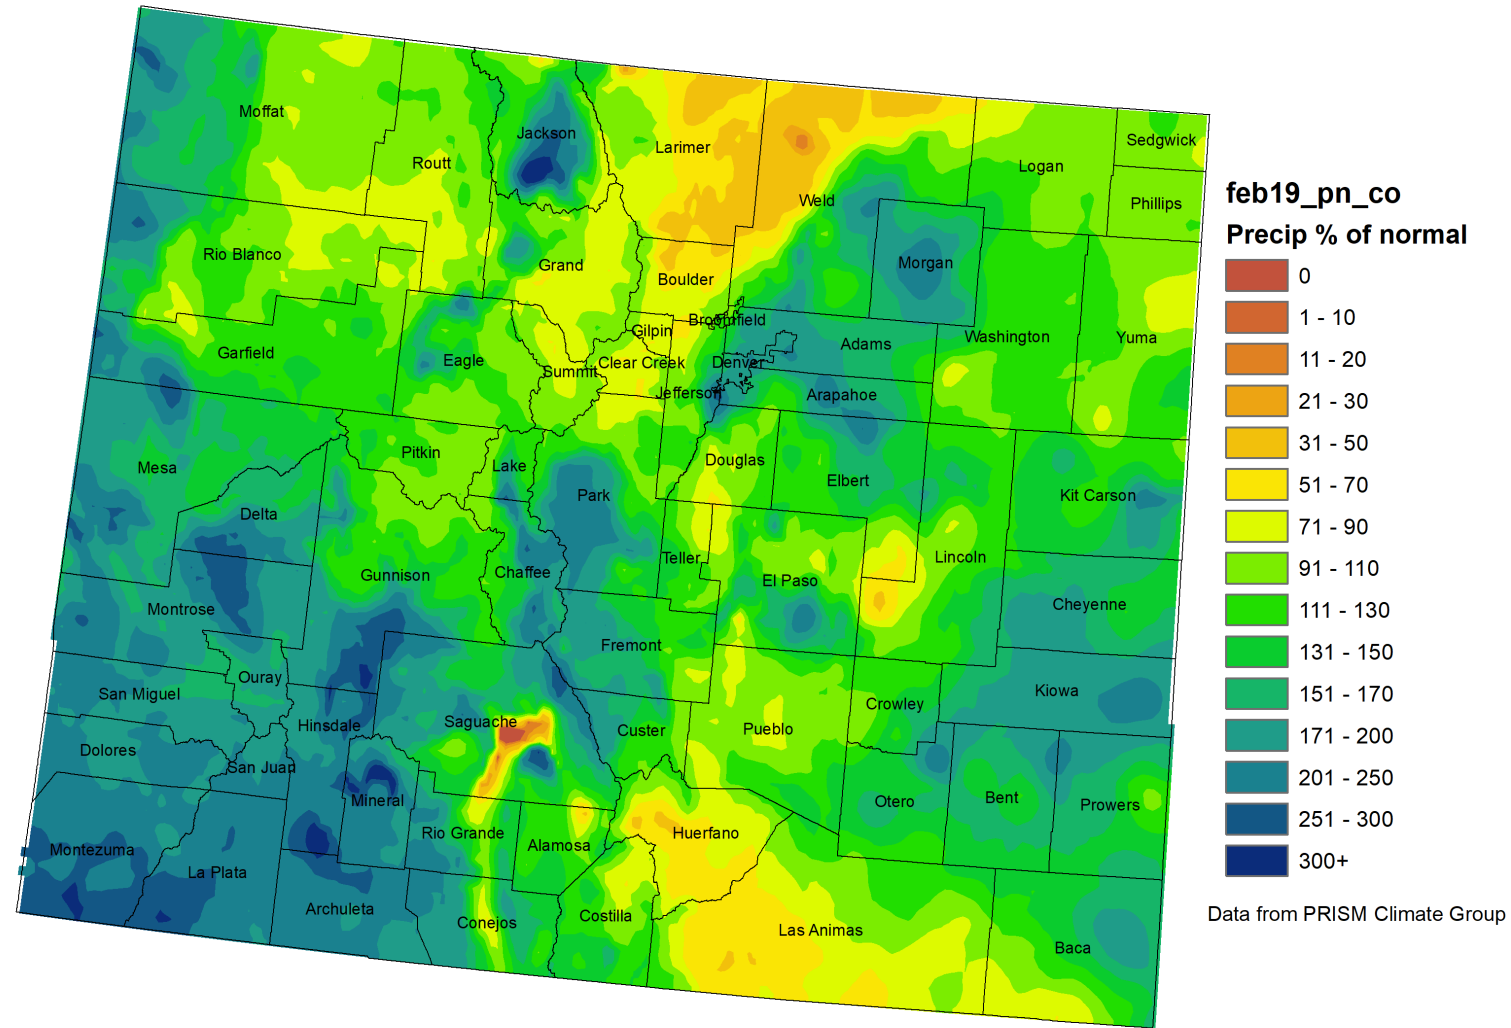 feb19_pn_co
Precip % of normal
0
1 - 10
11 - 20
21 - 30
31 - 50
51 - 70
71 - 90
91 - 110
111 - 130
131 - 150
151 - 170
171 - 200
201 - 250
251 - 300
300+
Data from PRISM Climate Group
Moffat
Routt
Jackson
Larimer
Weld
Logan
Sedgwick
Phillips
Rio Blanco
Grand
Boulder
Morgan
Broomfield
Gilpin
Garfield
Eagle
Summit
Clear Creek
Denver
Adams
Washington
Yuma
Jefferson
Arapahoe
Mesa
Pitkin
Lake
Park
Douglas
Elbert
Kit Carson
Delta
Gunnison
Chaffee
Teller
El Paso
Lincoln
Cheyenne
Montrose
Fremont
Ouray
San Miguel
Hinsdale
Saguache
Custer
Pueblo
Crowley
Kiowa
Dolores
San Juan
Mineral
Rio Grande
Alamosa
Huerfano
Otero
Bent
Prowers
Montezuma
La Plata
Archuleta
Conejos
Costilla
Las Animas
Baca